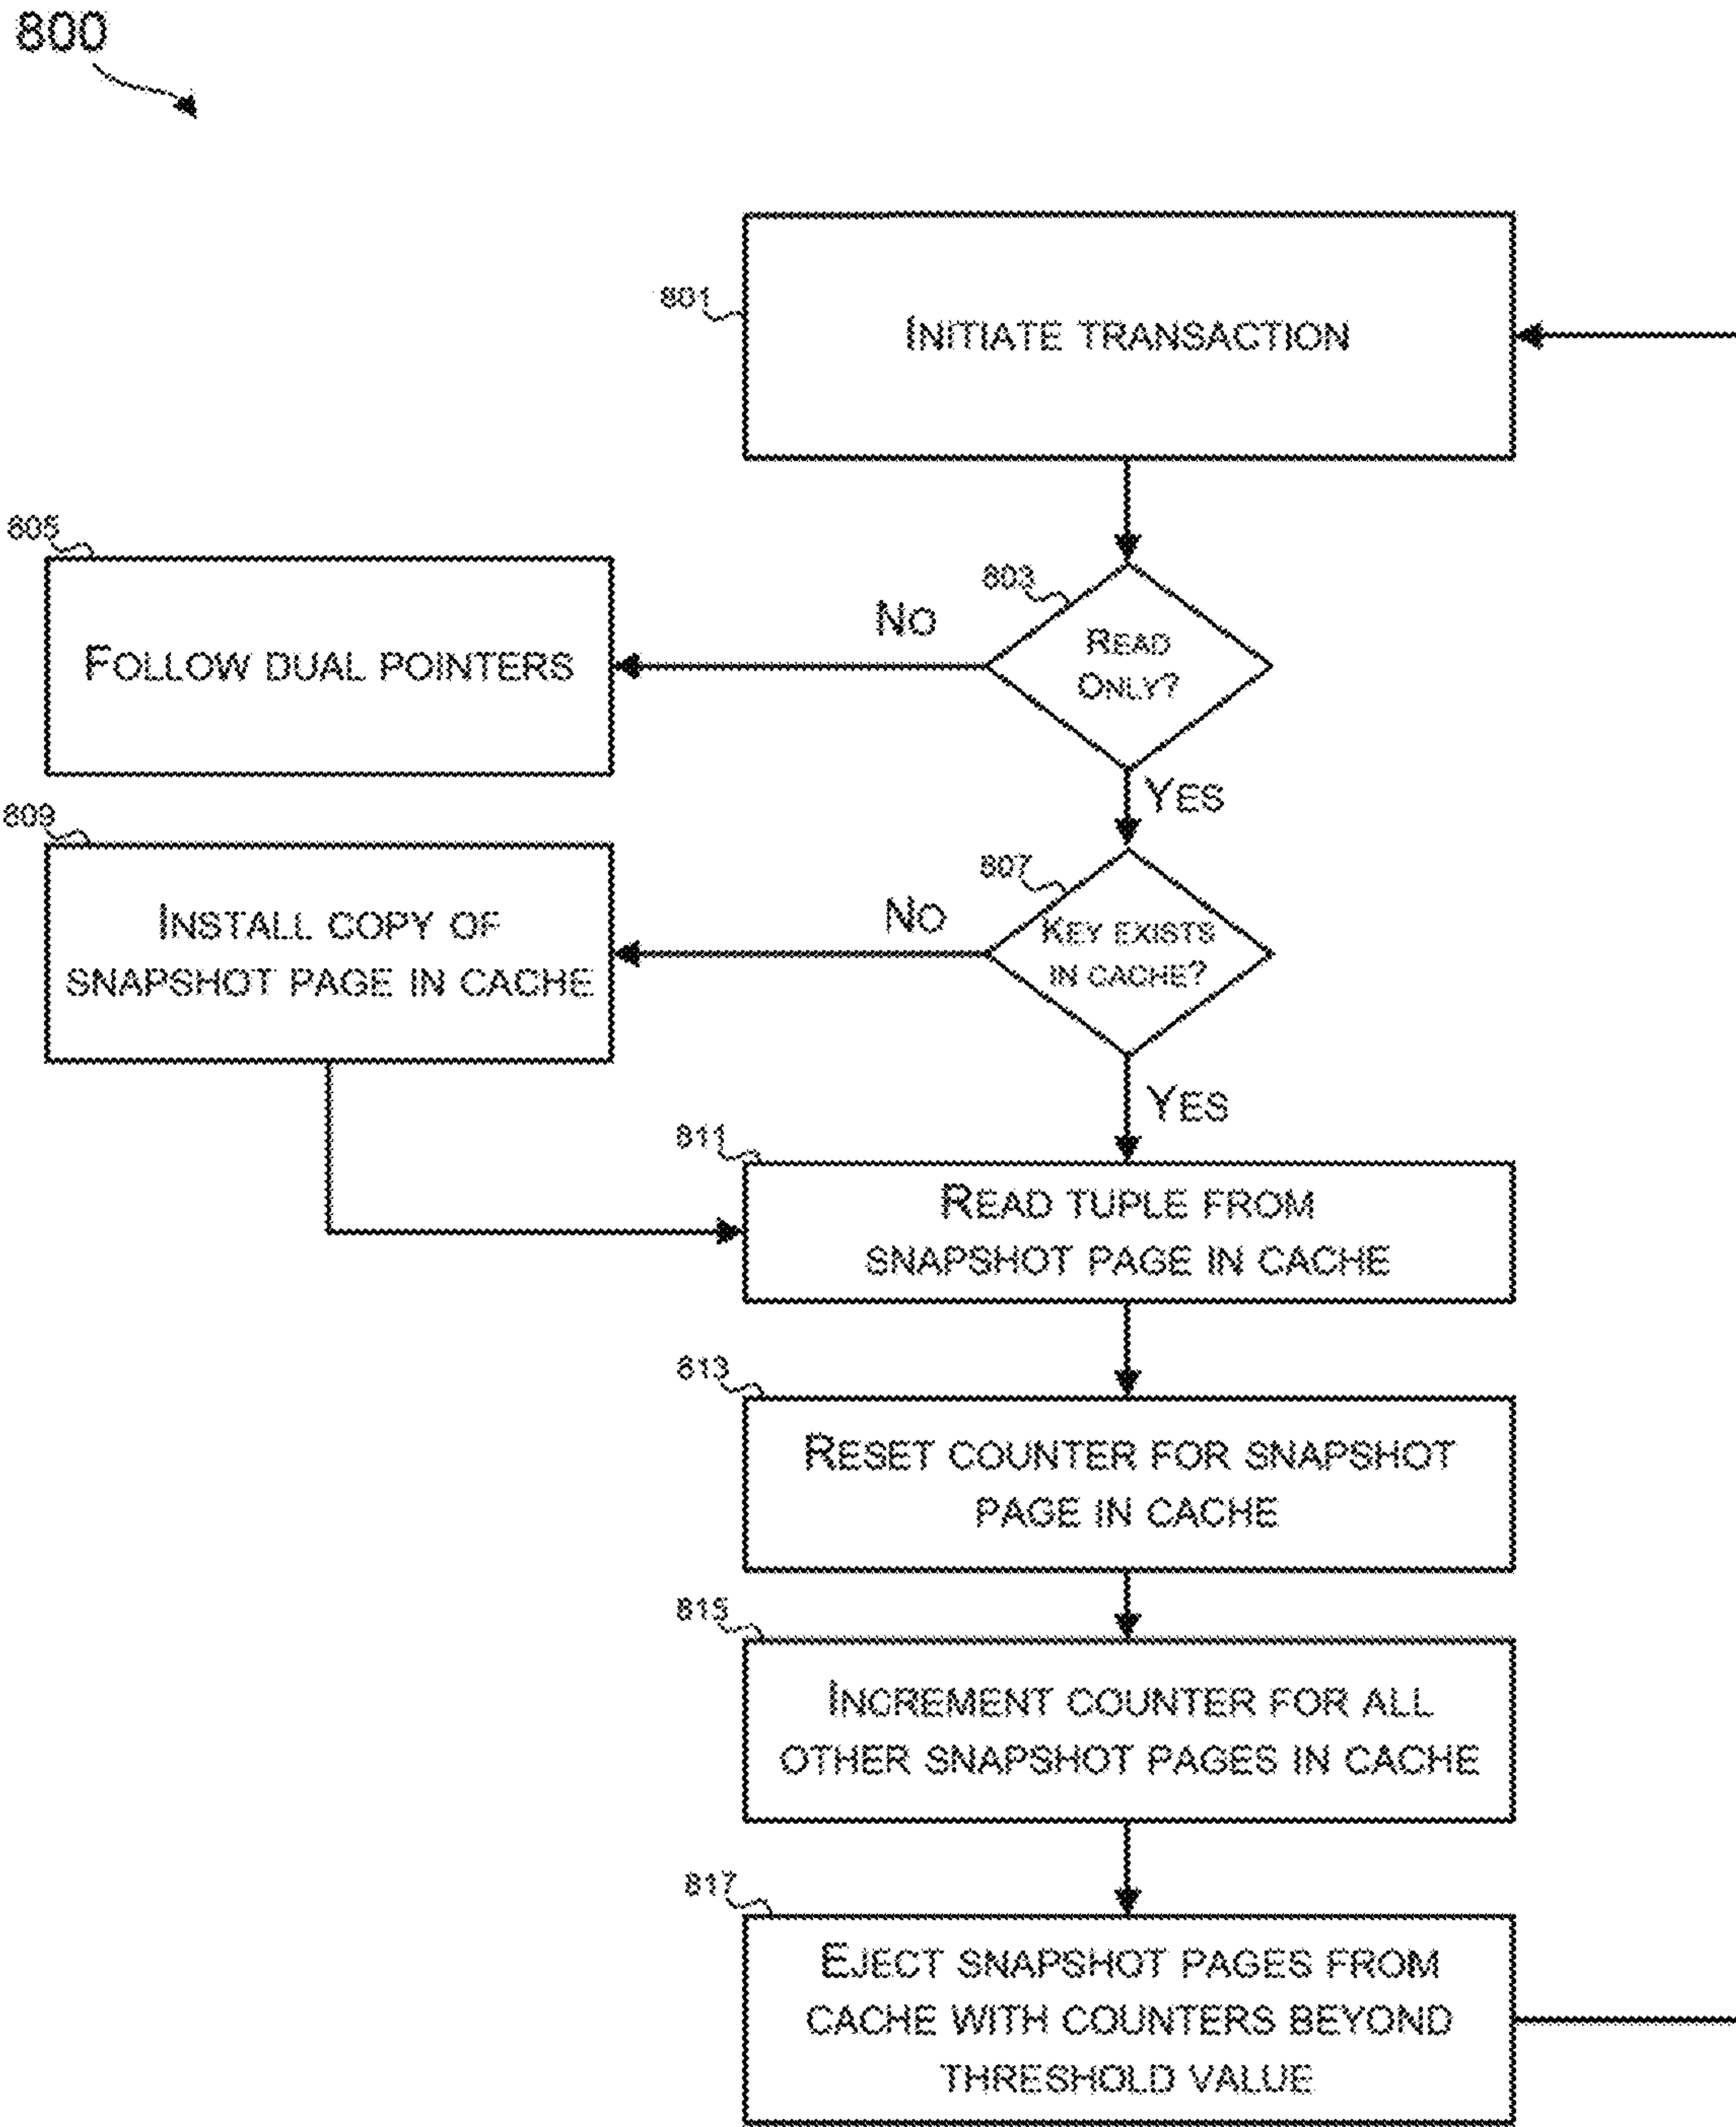 800
801
INITIATE TRANSACTION
805
803
NO
FOLLOW DUAL POINTERS
READ
ONLY?
YES
809
807
NO
INSTALL COPY OF
SNAPSHOT PAGE IN CACHE
KEY EXISTS
IN CACHE?
YES
811
READ TUPLE FROM
SNAPSHOT PAGE IN CACHE
813
RESET COUNTER FOR SNAPSHOT
PAGE IN CACHE
815
INCREMENT COUNTER FOR ALL
OTHER SNAPSHOT PAGES IN CACHE
817
EJECT SNAPSHOT PAGES FROM
CACHE WITH COUNTERS BEYOND
THRESHOLD VALUE